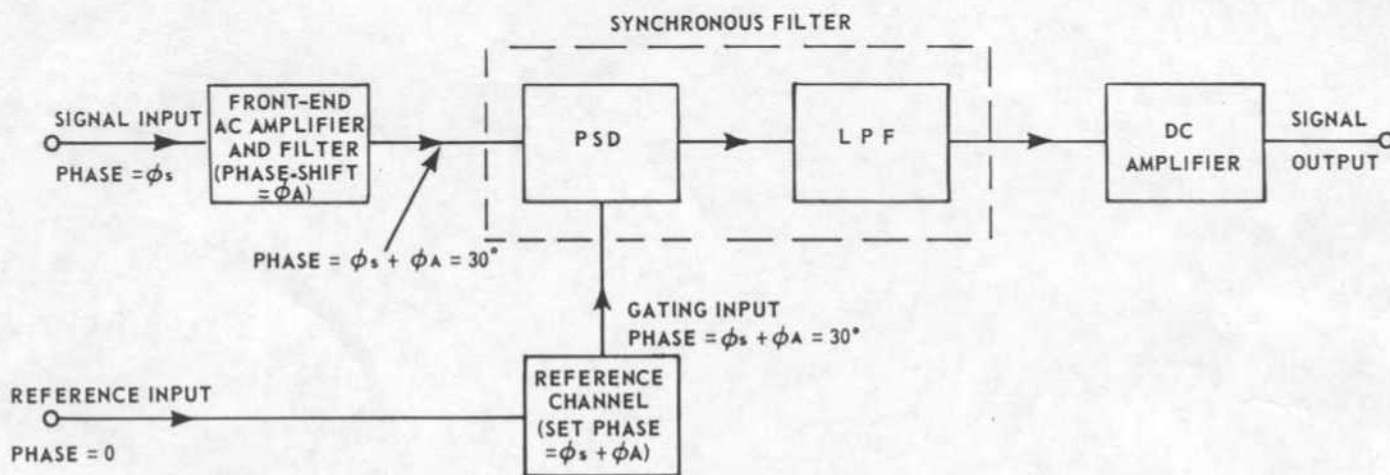 SYNCHRONOUS FILTER
SIGNAL INPUT
PHASE = ϕs
FRONT-END
AC AMPLIFIER
AND FILTER
(PHASE-SHIFT
= ϕA)
PHASE = ϕs + ϕA = 30°
PSD
LPF
DC
AMPLIFIER
SIGNAL
OUTPUT
GATING INPUT
PHASE = ϕs + ϕA = 30°
REFERENCE INPUT
PHASE = 0
REFERENCE
CHANNEL
(SET PHASE
= ϕs + ϕA)